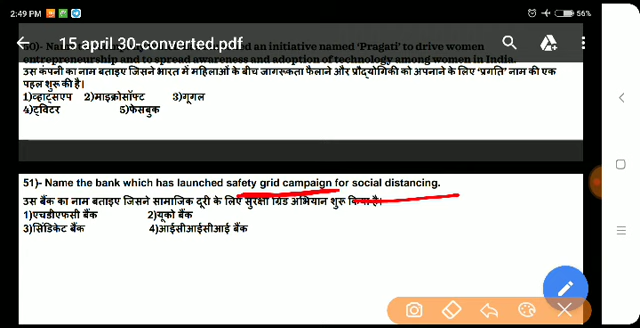 2:49 PM
56%
15 april 30-converted.pdf
an initiative named 'Pragati' to drive women
entrepreneurship and to spread awareness and adoption of technology among women in India.
उस कंपनी का नाम बताइए जिसने भारत में महिलाओं के बीच जागरूकता फैलाने और प्रौद्योगिकी को अपनाने के लिए 'प्रगति' नाम की एक
पहल शुरू की है।
1)व्हाट्सएप 2)माइक्रोसॉफ्ट 3)गूगल
4)ट्विटर 5)फेसबुक
51)- Name the bank which has launched safety grid campaign for social distancing.
उस बैंक का नाम बताइए जिसने सामाजिक दूरी के लिए सुरक्षा ग्रिड अभियान शुरू किया है।
1)एचडीएफसी बैंक 2)यूको बैंक
3)सिंडिकेट बैंक 4)आईसीआईसीआई बैंक